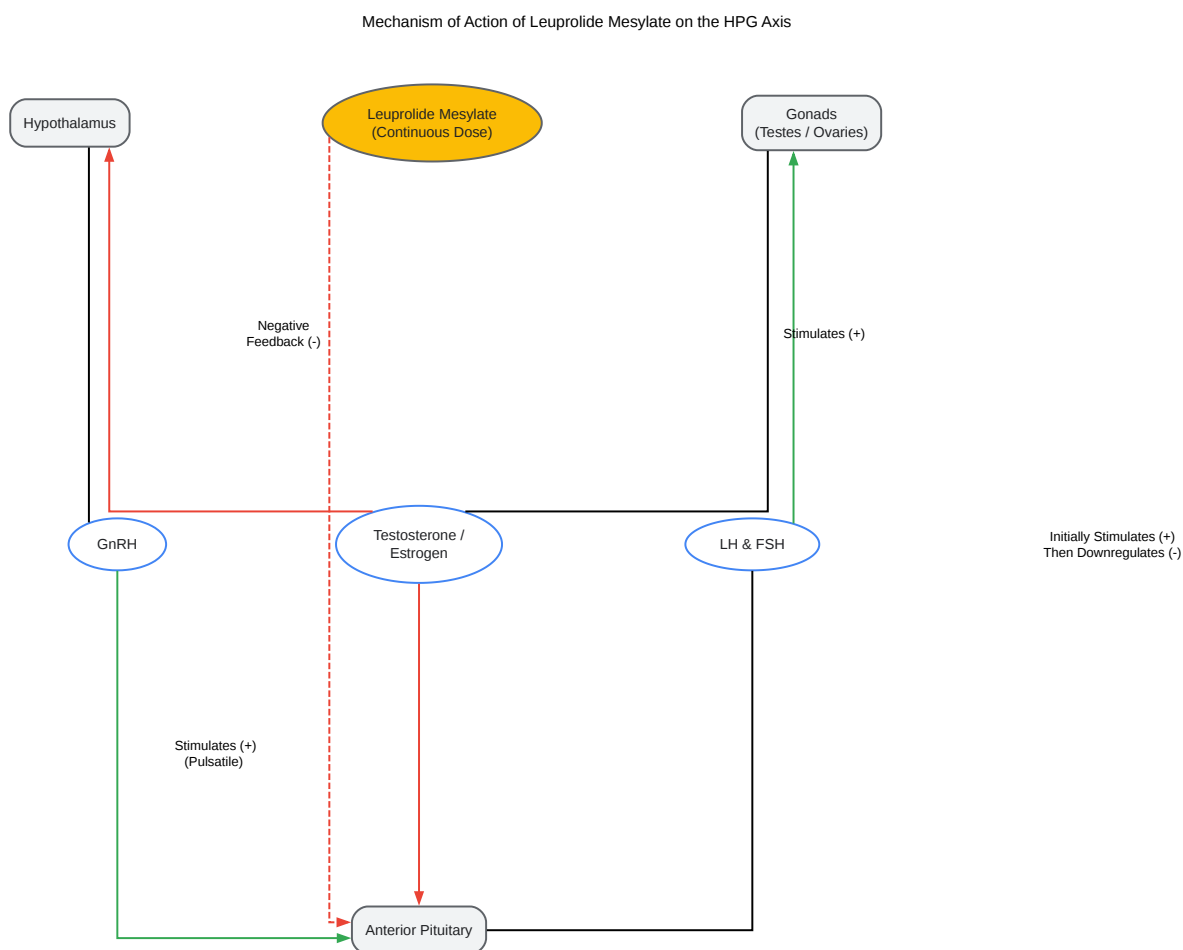 Mechanism of Action of Leuprolide Mesylate on the HPG Axis
Hypothalamus
Leuprolide Mesylate
(Continuous Dose)
Gonads
(Testes / Ovaries)
Negative
Feedback (-)
Stimulates (+)
GnRH
Testosterone /
Estrogen
LH & FSH
Initially Stimulates (+)
Then Downregulates (-)
Stimulates (+)
(Pulsatile)
Anterior Pituitary